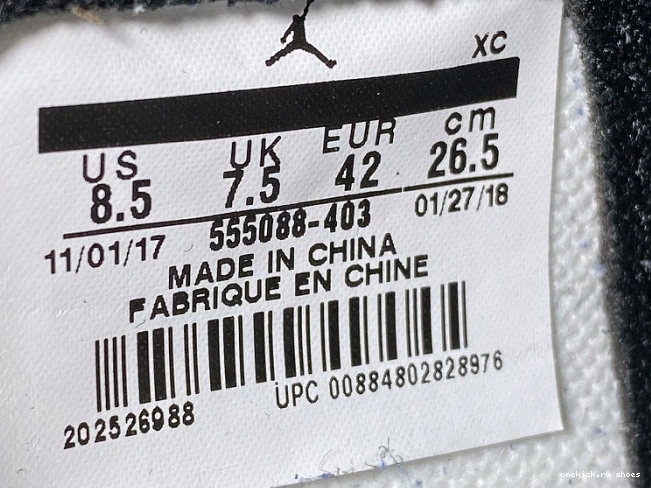 XC
US UK EUR cm
8.5 7.5 42 26.5
11/01/17 555088-403 01/27/18
MADE IN CHINA
FABRIQUE EN CHINE
202526988 UPC 00884802828976
onekick.ru shoes